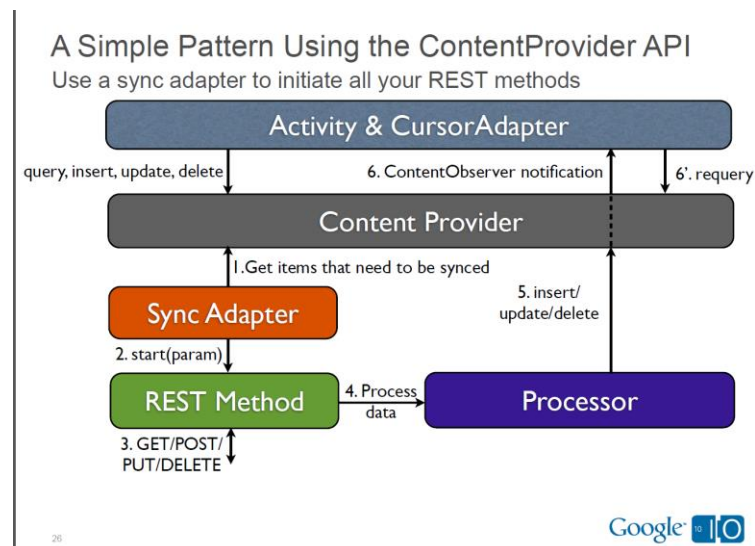 A Simple Pattern Using the ContentProvider API
Use a sync adapter to initiate all your REST methods
Activity & CursorAdapter
query, insert, update, delete
6. ContentObserver notification
6'. requery
Content Provider
1.Get items that need to be synced
Sync Adapter
5. insert/
update/delete
2. start(param)
REST Method
4. Process
data
Processor
3. GET/POST/
PUT/DELETE
26
Google 10 IO